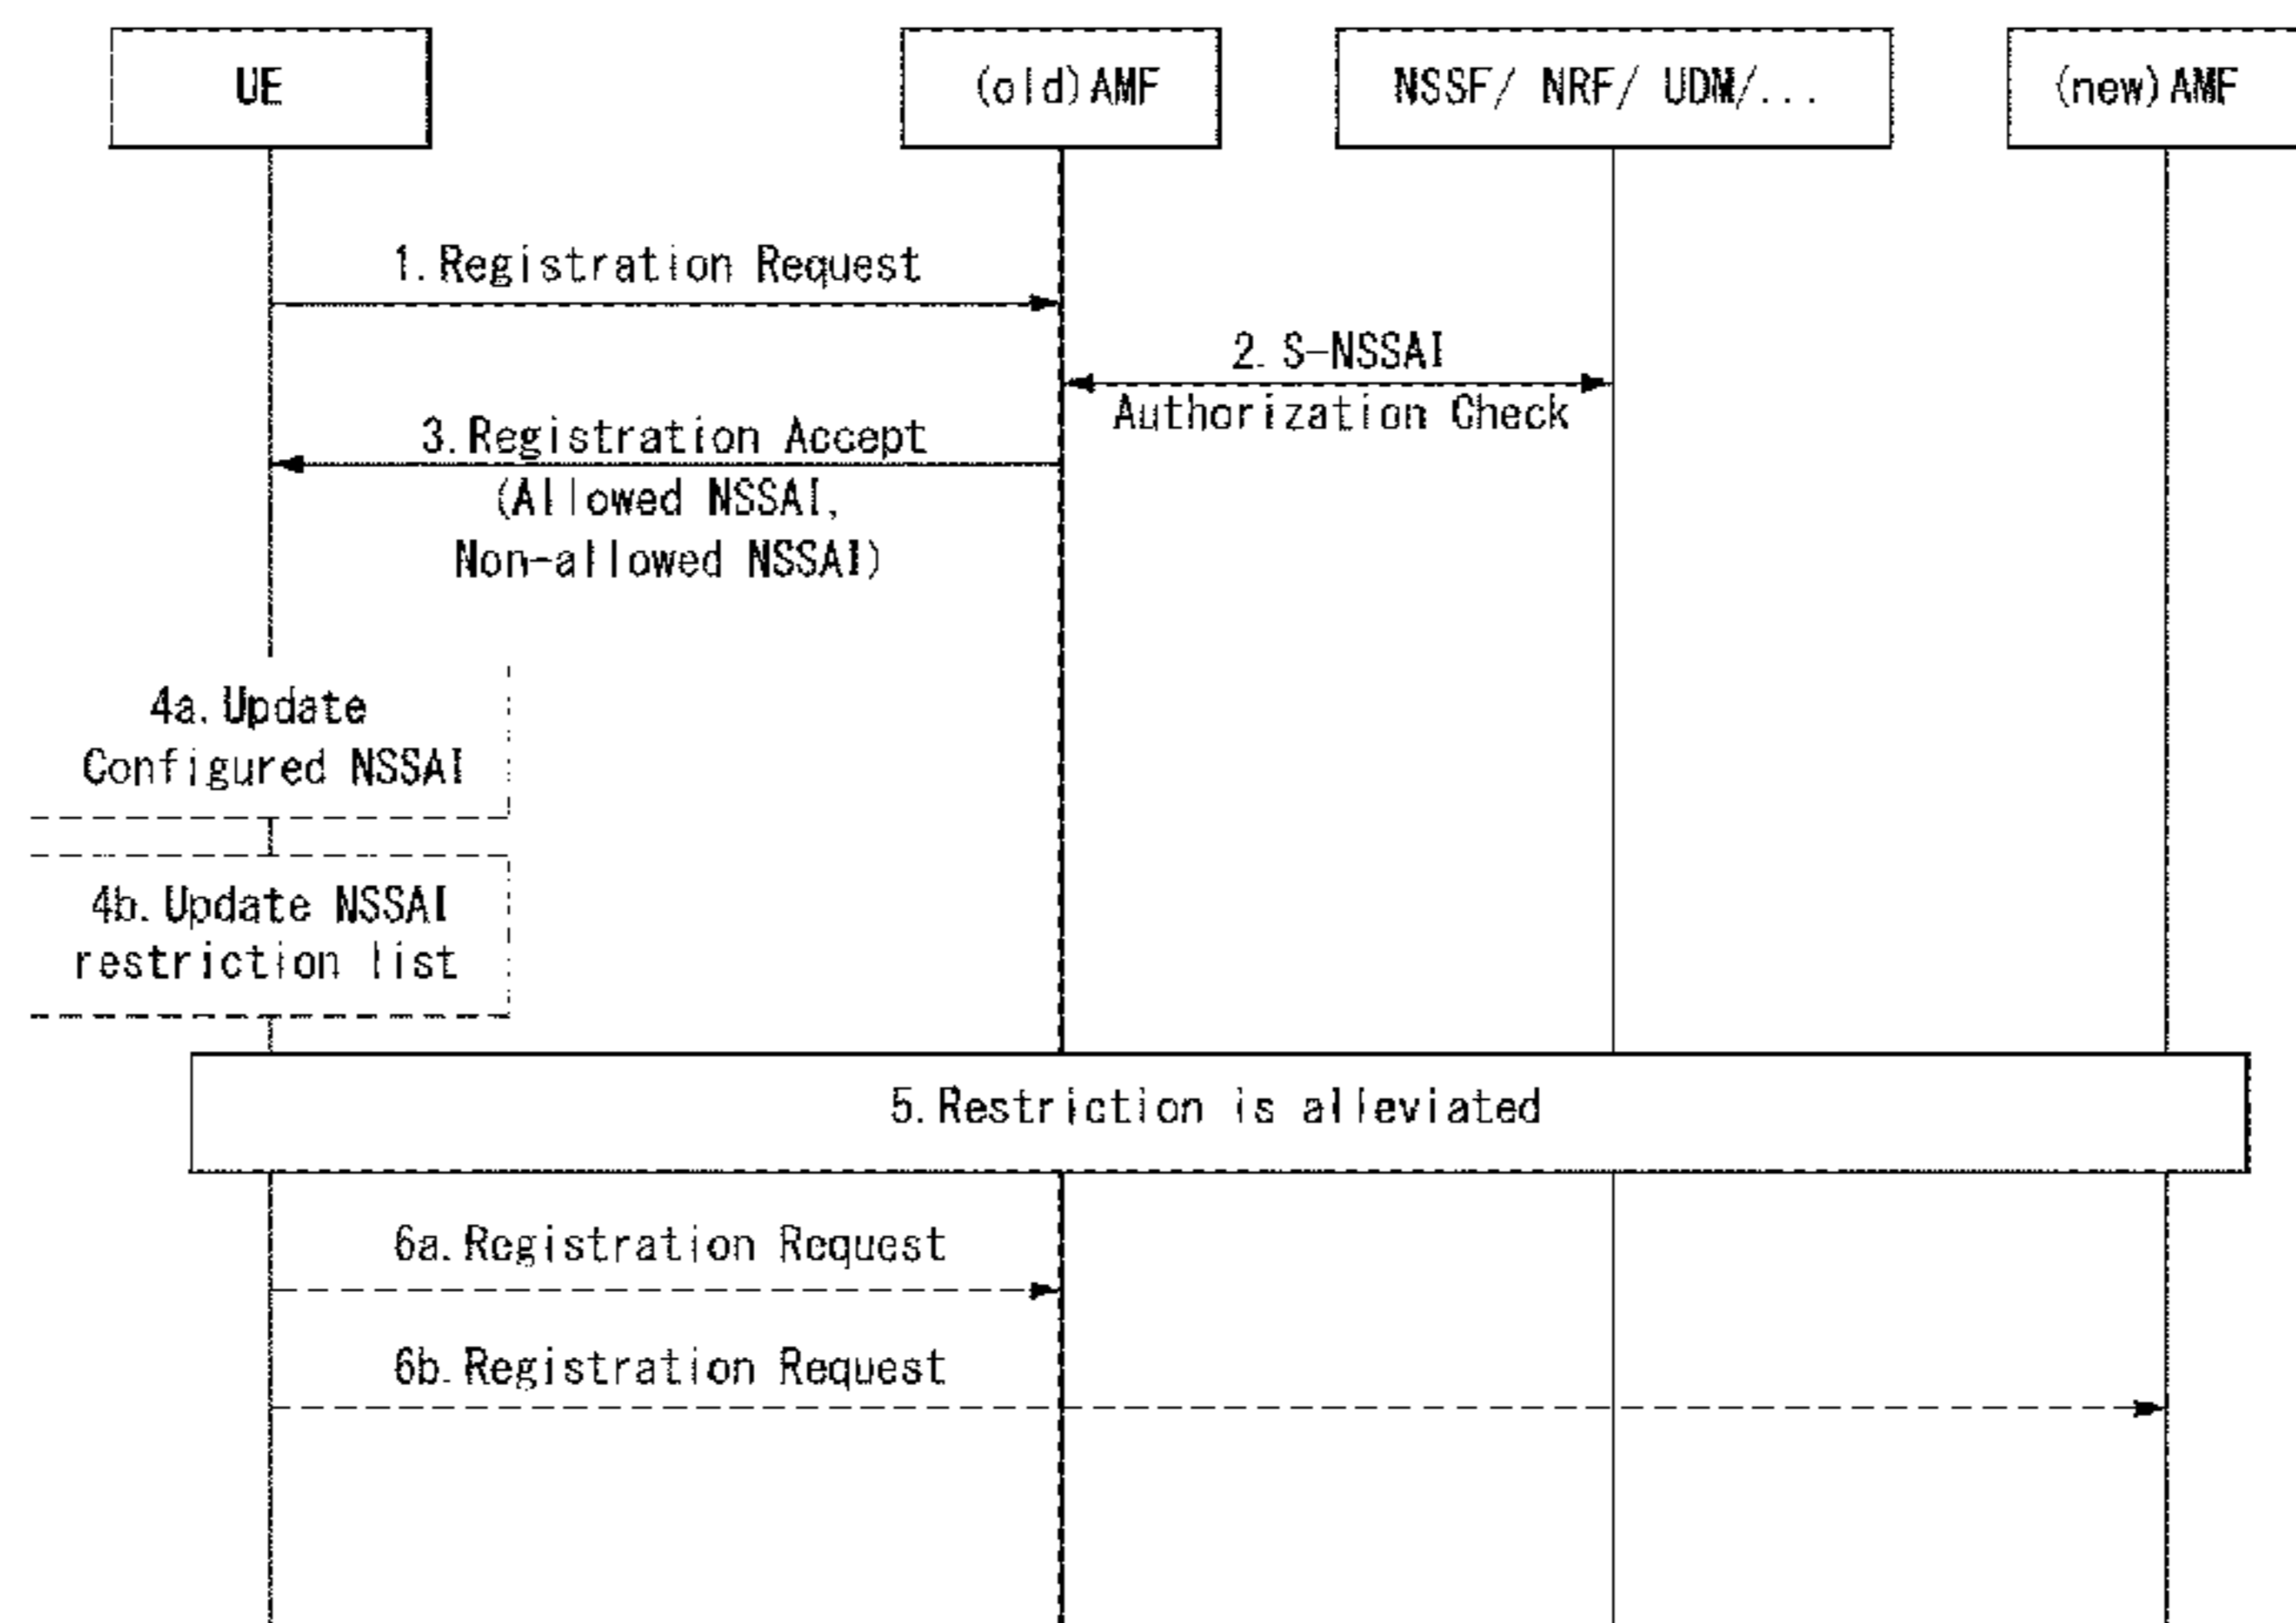 UE
(old)AMF
NSSF/ NRF/ UDM/...
(new)AMF
1.Registration Request
2. S-NSSAI
Authorization Check
3.Registration Accept
(Allowed NSSAI,
Non-allowed NSSAI)
4a.Update
Configured NSSAI
4b.Update NSSAI
restriction list
5.Restriction is alleviated
6a.Registration Request
6b.Registration Request